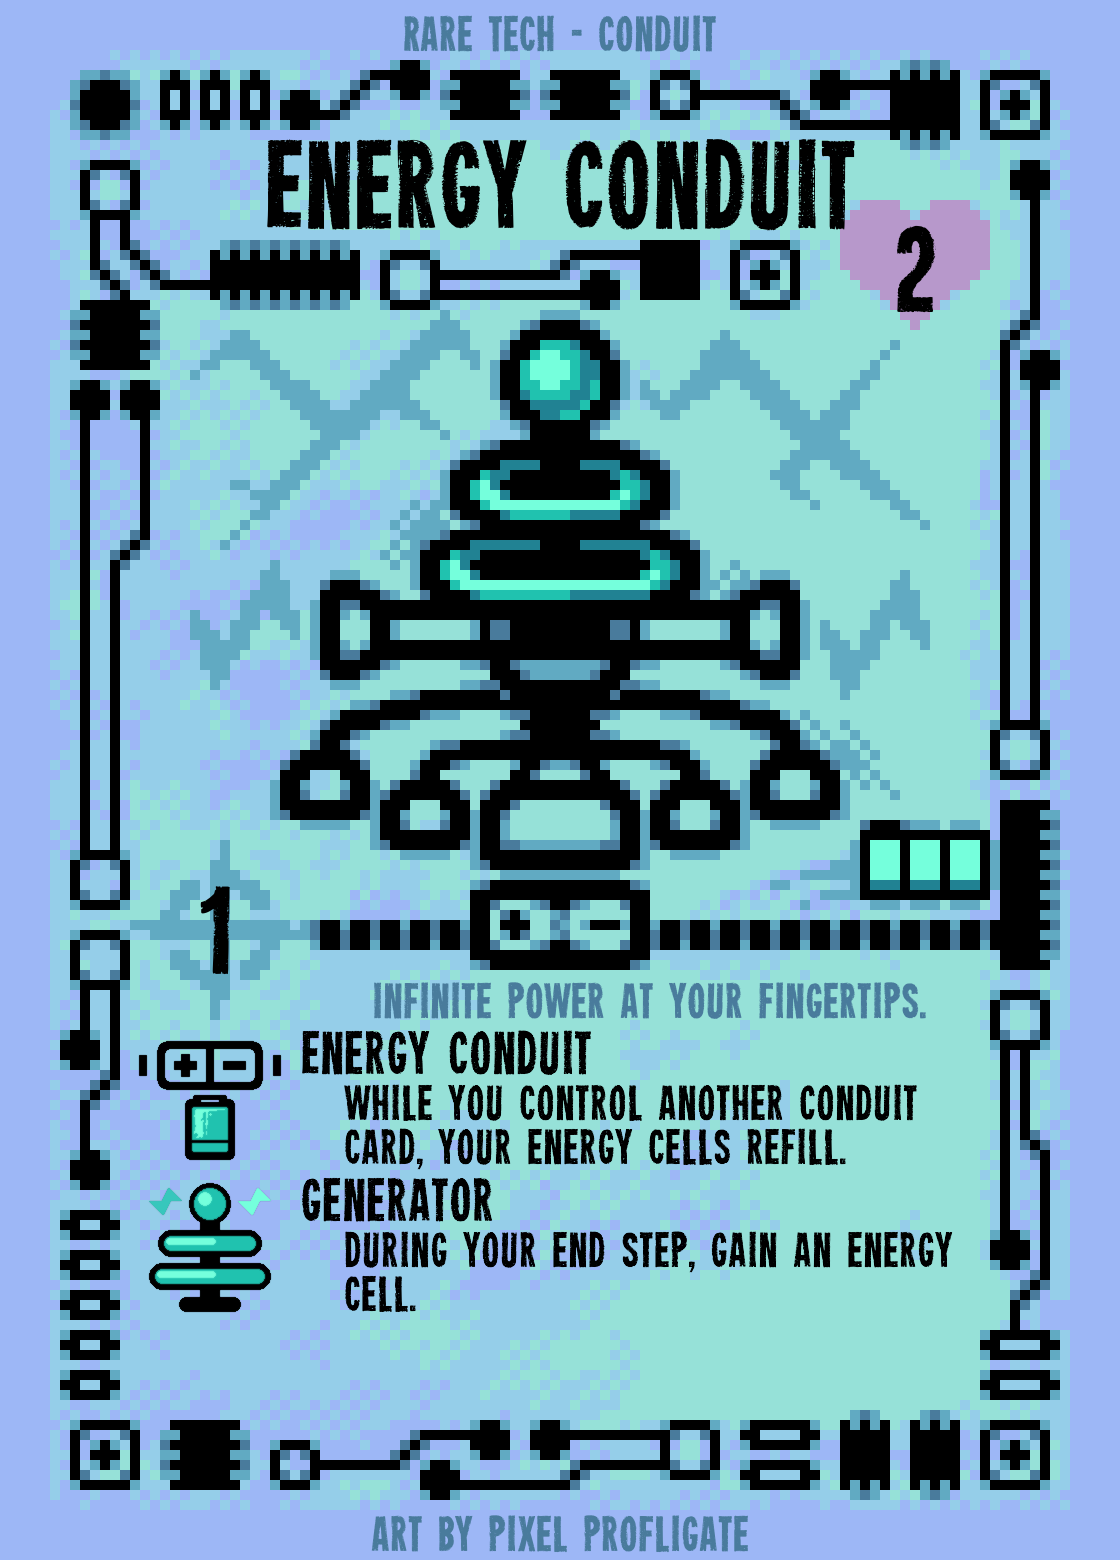 RARE TECH - CONDUIT
ENERGY CONDUIT
2
1
INFINITE POWER AT YOUR FINGERTIPS.
ENERGY CONDUIT
WHILE YOU CONTROL ANOTHER CONDUIT
CARD, YOUR ENERGY CELLS REFILL.
GENERATOR
DURING YOUR END STEP, GAIN AN ENERGY
CELL.
ART BY PIXEL PROFLIGATE